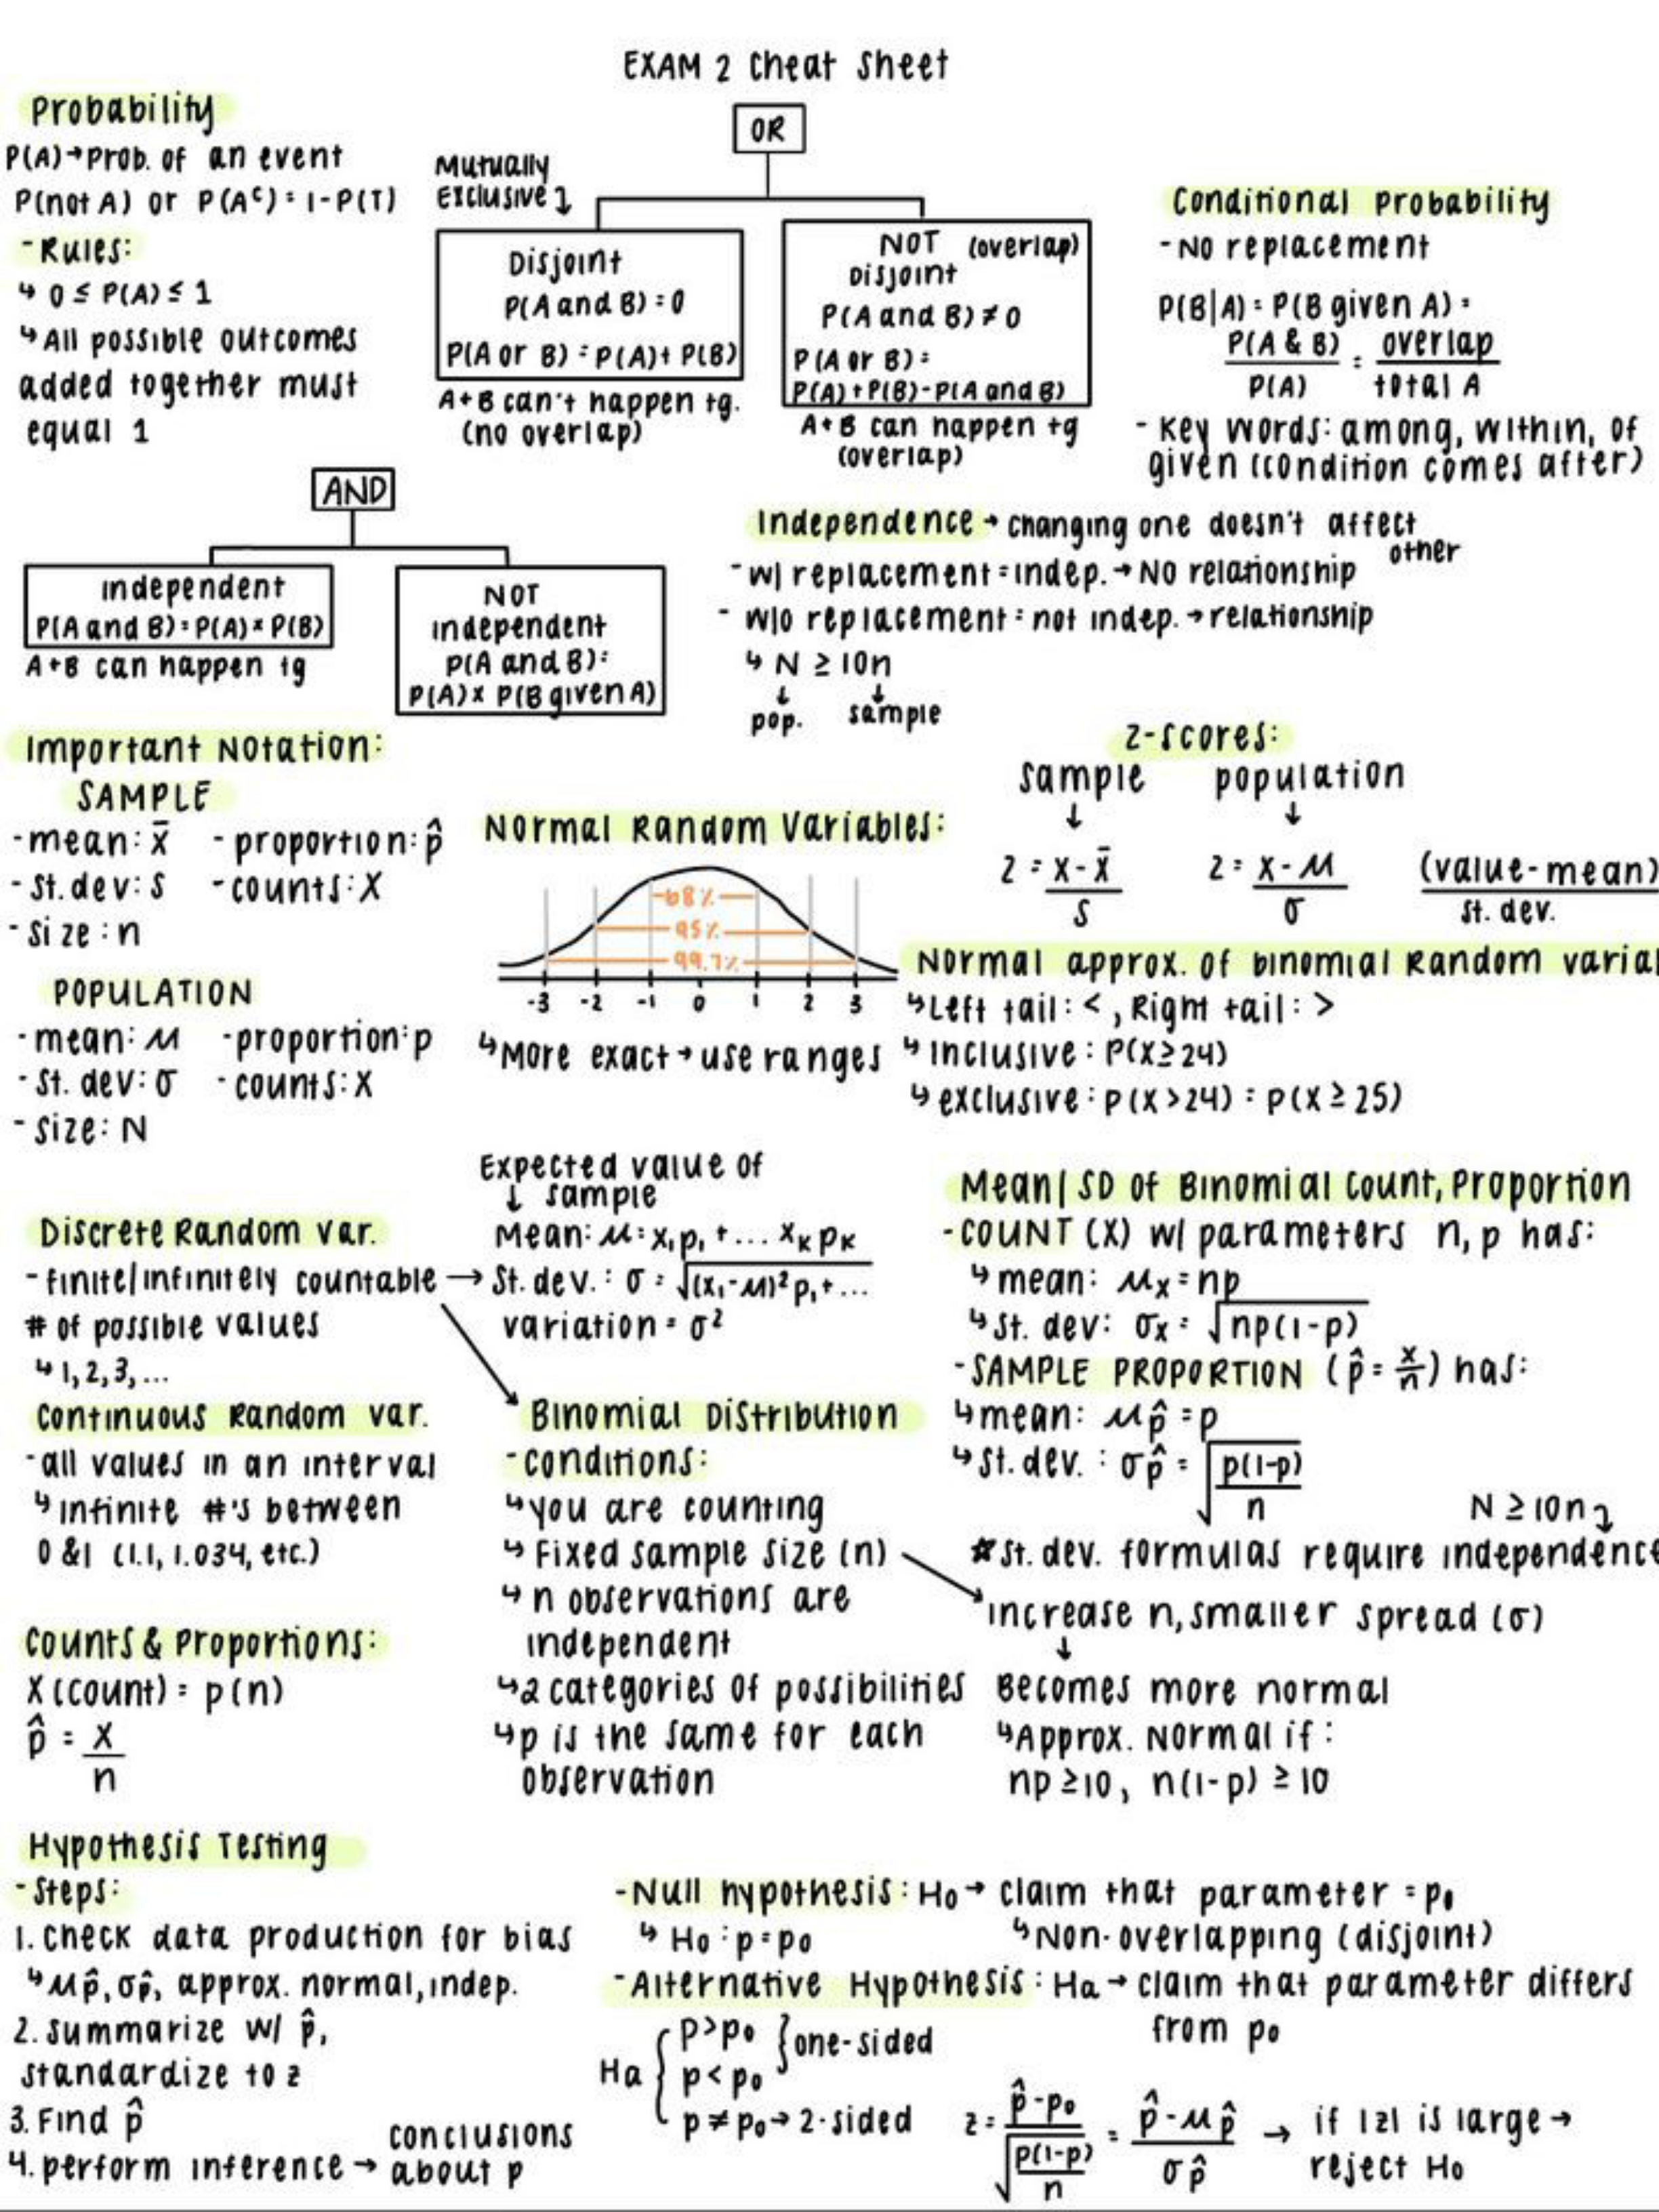 EXAM 2 Cheat Sheet
Probability
P(A)→Prob. of an event
P(not A) or P(Aᶜ) = 1-P(T)
-Rules:
↳ 0 ≤ P(A) ≤ 1
↳All possible outcomes
added together must
equal 1
OR
Mutually
Exclusive ↴
Disjoint
P(A and B) = 0
P(A or B) = P(A)+ P(B)
A+B can't happen tg.
(no overlap)
NOT (overlap)
Disjoint
P(A and B) ≠ 0
P(A or B) =
P(A)+P(B)-P(A and B)
A+B can happen tg
(overlap)
Conditional Probability
-No replacement
P(B|A) = P(B given A) =
P(A & B) / P(A) = overlap / total A
- Key words: among, within, of
given (condition comes after)
AND
independent
P(A and B)=P(A)×P(B)
A+B can happen tg
NOT
independent
P(A and B)=
P(A)x P(B given A)
Independence → changing one doesn't affect
other
-w/ replacement=indep.→No relationship
- w/o replacement = not indep.→relationship
↳ N ≥ 10n
↓ ↓
pop. sample
Important Notation:
SAMPLE
-mean: x̄ -proportion: p̂
-St.dev: S -counts: X
-Size: n
POPULATION
-mean: μ -proportion: p
-St. dev: σ -counts: X
-Size: N
Normal Random Variables:
68%
95%
99.7%
-3 -2 -1 0 1 2 3
↳More exact→use ranges
Z-scores:
sample population
↓ ↓
Z = x-x̄ / S Z = x-μ / σ (value-mean) / St. dev.
Normal approx. of binomial Random varia
↳Left tail: <, Right tail: >
↳inclusive: P(X≥24)
↳exclusive: P(X>24) = P(X≥25)
Discrete Random Var.
-finite/infinitely countable →
# of possible values
↳1,2,3,...
Expected value of
↓ sample
Mean: μ=x₁p₁ +... xₖpₖ
St.dev.: σ = √(x₁-μ)²p₁+...
variation = σ²
Continuous Random var.
-all values in an interval
↳infinite #'s between
0 &1 (1.1, 1.034, etc.)
Counts & Proportions:
X(count) = p(n)
p̂ = X / n
Binomial Distribution
-Conditions:
↳you are counting
↳Fixed sample size (n)
↳n observations are
independent
↳2 categories of possibilities
↳p is the same for each
observation
Mean/SD of Binomial Count, Proportion
-COUNT (X) w/ parameters n,p has:
↳mean: μx=np
↳St. dev: σx = √np(1-p)
-SAMPLE PROPORTION (p̂ = x/n) has:
↳mean: μp̂ = p
↳St.dev.: σp̂ = √p(1-p)/n
N ≥ 10n ↴
*St. dev. formulas require independence
increase n, smaller spread (σ)
↓
Becomes more normal
↳Approx. Normal if:
np ≥10, n(1-p) ≥ 10
Hypothesis Testing
-Steps:
1. Check data production for bias
↳μp̂, σp̂, approx. normal, indep.
2. Summarize w/ p̂,
standardize to z
3. Find p̂
4. perform inference → conclusions
about p
-Null hypothesis: H₀→ claim that parameter = p₀
↳ H₀: p=p₀ ↳Non-overlapping (disjoint)
-Alternative Hypothesis: Ha→claim that parameter differs
from p₀
Ha { p>p₀ } one-sided
p<p₀
p≠p₀→2-sided
z = p̂-p₀ / √p(1-p)/n = p̂-μp̂ / σp̂ → if |z| is large→
reject H₀